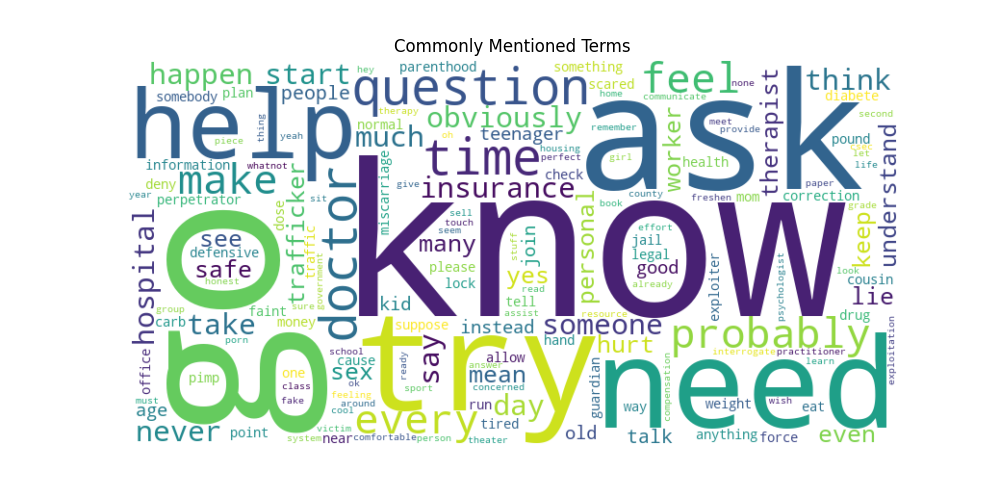 Commonly Mentioned Terms
happen
start
hey
parenthood
something
feel
none
think
somebody
plan
people
question
scared
home
communicate
diabete
help
thing
yeah
piece
normal
therapy
obviously
remember
ask
therapist
meet
provide
second
much
teenager
oh
housing
perfect
girl
worker
health
pound
let
life
information
whatnot
time
check
understand
make
deny
perpetrator
year
sit
give
insurance
county
book
freshen
mom
paper
correction
grade
doctor
miscarriage
trafficker
traffic
dose
go
know
see
defensive
safe
honest
hospital
government
sure
sell
touch
seem
many
please
lock
stuff
join
personal
effort
jail
legal
good
already
exploiter
psychologist
keep
look
cousin
lie
kid
yes
read
tell
assist
resource
drug
group
carb
take
faint
money
porn
suppose
instead
someone
hand
hurt
probably
interrogate
practitioner
learn
exploitation
office
pimp
one
class
fake
school
cause
ok
sex
ready
say
try
allow
answer
mean
concerned
sport
guardian
need
compensation
must
age
feeling
around
cool
every
run
day
tired
way
weight
wish
eat
never
point
victim
system
near
comfortable
person
theater
old
talk
anything
force
even